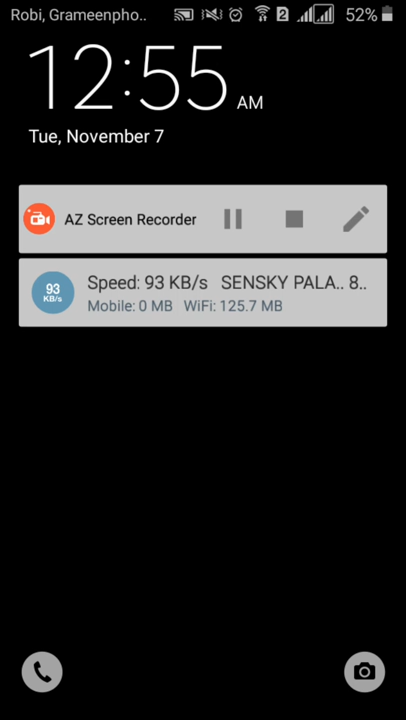 Robi, Grameenpho.. 2 52%
12:55 AM
Tue, November 7
AZ Screen Recorder
93 KB/s
Speed: 93 KB/s SENSKY PALA.. 8..
Mobile: 0 MB WiFi: 125.7 MB